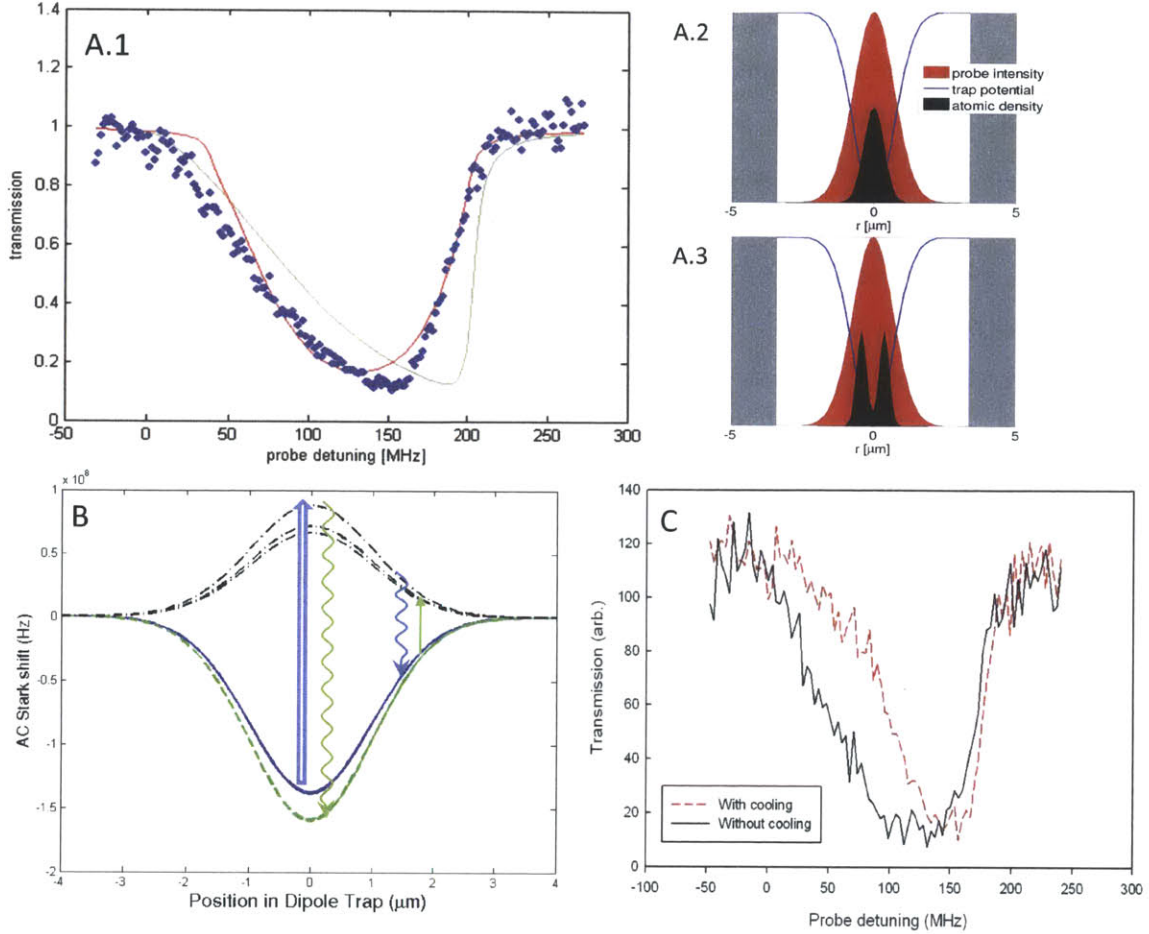 A.1
1.4
1.2
1
0.8
0.6
0.4
0.2
0
transmission
-50
0
50
100
150
200
250
300
probe detuning [MHz]
A.2
probe intensity
trap potential
atomic density
-5
0
5
r [μm]
A.3
-5
0
5
r [μm]
B
x 10⁸
1
0.5
0
-0.5
-1
-1.5
-2
AC Stark shift (Hz)
-4
-3
-2
-1
0
1
2
3
4
Position in Dipole Trap (μm)
C
140
120
100
80
60
40
20
0
Transmission (arb.)
With cooling
Without cooling
-100
-50
0
50
100
150
200
250
300
Probe detuning (MHz)